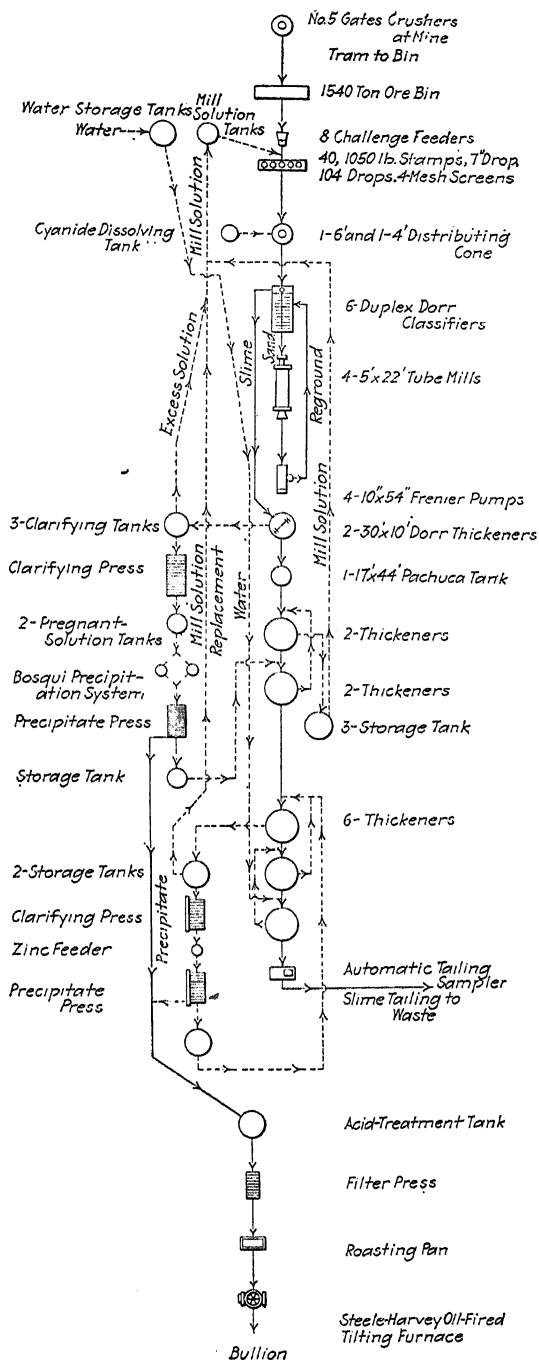 No.5 Gates Crushers
at Mine
Tram to Bin
1540 Ton Ore Bin
Water Storage Tanks
Water
Mill
Solution
Tanks
8 Challenge Feeders
40, 1050 lb. Stamps, 7"Drop,
104 Drops. 4 Mesh Screens
Mill Solution
Cyanide Dissolving
Tank
1-6' and 1-4' Distributing
Cone
6-Duplex Dorr
Classifiers
Excess Solution
Slime
Sand
Reground
4-5'x22' Tube Mills
Mill Solution
4-10"x54" Frenier Pumps
3-Clarifying Tanks
2-30'x10' Dorr Thickeners
Clarifying Press
1-17'x44' Pachuca Tank
Mill Solution
Replacement
Water
2-Pregnant-
Solution Tanks
2-Thickeners
Bosqui Precipit-
ation System
2-Thickeners
Precipitate Press
3-Storage Tank
Storage Tank
6-Thickeners
2-Storage Tanks
Precipitate
Clarifying Press
Zinc Feeder
Precipitate
Press
Automatic Tailing
Sampler
Slime Tailing to
Waste
Acid-Treatment Tank
Filter Press
Roasting Pan
Steele-Harvey Oil-Fired
Tilting Furnace
Bullion